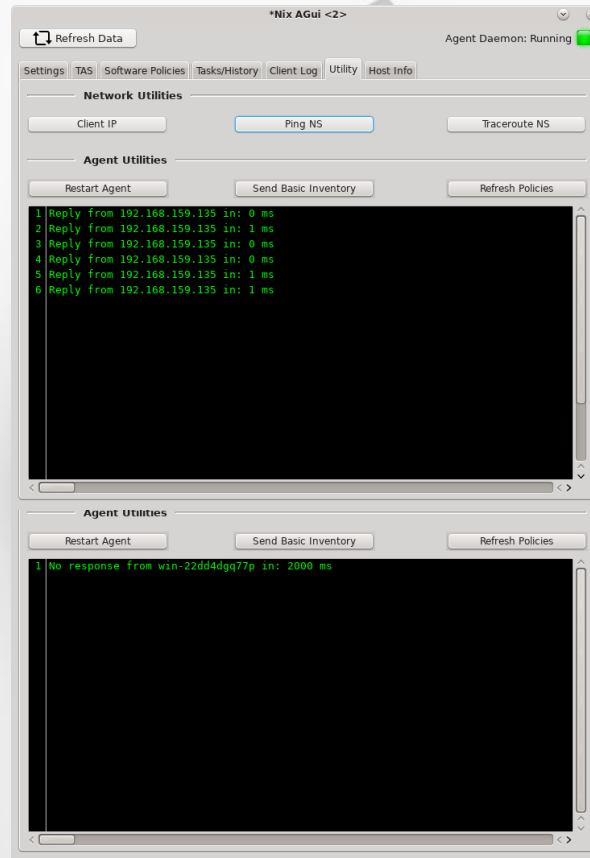 *Nix AGui <2>
Refresh Data
Agent Daemon: Running
Settings TAS Software Policies Tasks/History Client Log Utility Host Info
Network Utilities
Client IP Ping NS Traceroute NS
Agent Utilities
Restart Agent Send Basic Inventory Refresh Policies
1 Reply from 192.168.159.135 in: 0 ms
2 Reply from 192.168.159.135 in: 1 ms
3 Reply from 192.168.159.135 in: 0 ms
4 Reply from 192.168.159.135 in: 0 ms
5 Reply from 192.168.159.135 in: 1 ms
6 Reply from 192.168.159.135 in: 1 ms
Agent Utilities
Restart Agent Send Basic Inventory Refresh Policies
1 No response from win-22dd4dgq77p in: 2000 ms